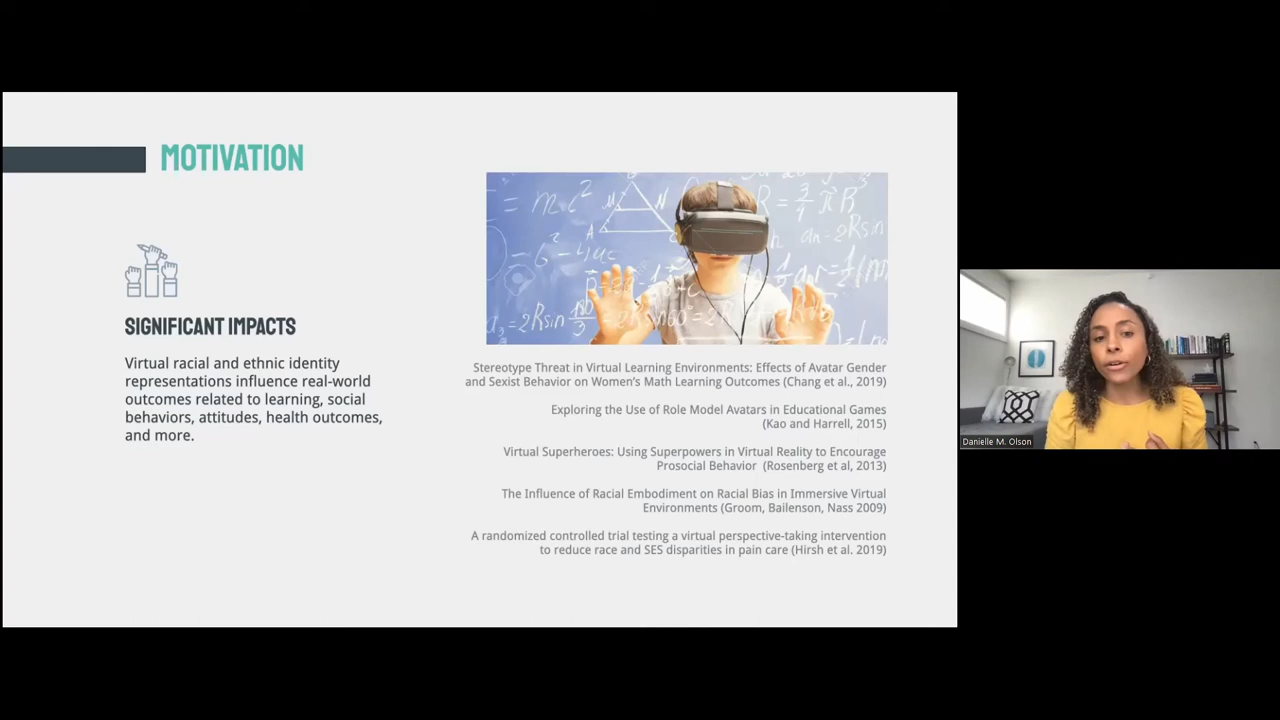 MOTIVATION
SIGNIFICANT IMPACTS
Virtual racial and ethnic identity
representations influence real-world
outcomes related to learning, social
behaviors, attitudes, health outcomes,
and more.
Stereotype Threat in Virtual Learning Environments: Effects of Avatar Gender
and Sexist Behavior on Women's Math Learning Outcomes (Chang et al., 2019)
Exploring the Use of Role Model Avatars in Educational Games
(Kao and Harrell, 2015)
Virtual Superheroes: Using Superpowers in Virtual Reality to Encourage
Prosocial Behavior (Rosenberg et al, 2013)
The Influence of Racial Embodiment on Racial Bias in Immersive Virtual
Environments (Groom, Bailenson, Nass 2009)
A randomized controlled trial testing a virtual perspective-taking intervention
to reduce race and SES disparities in pain care (Hirsh et al. 2019)
Danielle M. Olson